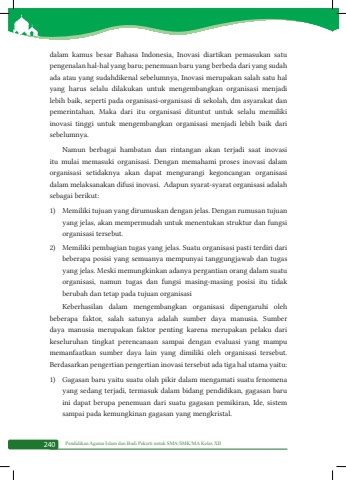 dalam kamus besar Bahasa Indonesia, Inovasi diartikan pemasukan satu
pengenalan hal-hal yang baru; penemuan baru yang berbeda dari yang sudah
ada atau yang sudahdikenal sebelumnya, Inovasi merupakan salah satu hal
yang harus selalu dilakukan untuk mengembangkan organisasi menjadi
lebih baik, seperti pada organisasi-organisasi di sekolah, dm asyarakat dan
pemerintahan. Maka dari itu organisasi dituntut untuk selalu memiliki
inovasi tinggi untuk mengembangkan organisasi menjadi lebih baik dari
sebelumnya.
Namun berbagai hambatan dan rintangan akan terjadi saat inovasi
itu mulai memasuki organisasi. Dengan memahami proses inovasi dalam
organisasi setidaknya akan dapat mengurangi kegoncangan organisasi
dalam melaksanakan difusi inovasi. Adapun syarat-syarat organisasi adalah
sebagai berikut:
1) Memiliki tujuan yang dirumuskan dengan jelas. Dengan rumusan tujuan
yang jelas, akan mempermudah untuk menentukan struktur dan fungsi
organisasi tersebut.
2) Memiliki pembagian tugas yang jelas. Suatu organisasi pasti terdiri dari
beberapa posisi yang semuanya mempunyai tanggungjawab dan tugas
yang jelas. Meski memungkinkan adanya pergantian orang dalam suatu
organisasi, namun tugas dan fungsi masing-masing posisi itu tidak
berubah dan tetap pada tujuan organisasi
Keberhasilan dalam mengembangkan organisasi dipengaruhi oleh
beberapa faktor, salah satunya adalah sumber daya manusia. Sumber
daya manusia merupakan faktor penting karena merupakan pelaku dari
keseluruhan tingkat perencanaan sampai dengan evaluasi yang mampu
memanfaatkan sumber daya lain yang dimiliki oleh organisasi tersebut.
Berdasarkan pengertian pengertian inovasi tersebut ada tiga hal utama yaitu:
1) Gagasan baru yaitu suatu olah pikir dalam mengamati suatu fenomena
yang sedang terjadi, termasuk dalam bidang pendidikan, gagasan baru
ini dapat berupa penemuan dari suatu gagasan pemikiran, Ide, sistem
sampai pada kemungkinan gagasan yang mengkristal.
240 Pendidikan Agama Islam dan Budi Pekerti untuk SMA/SMK/MA Kelas XII